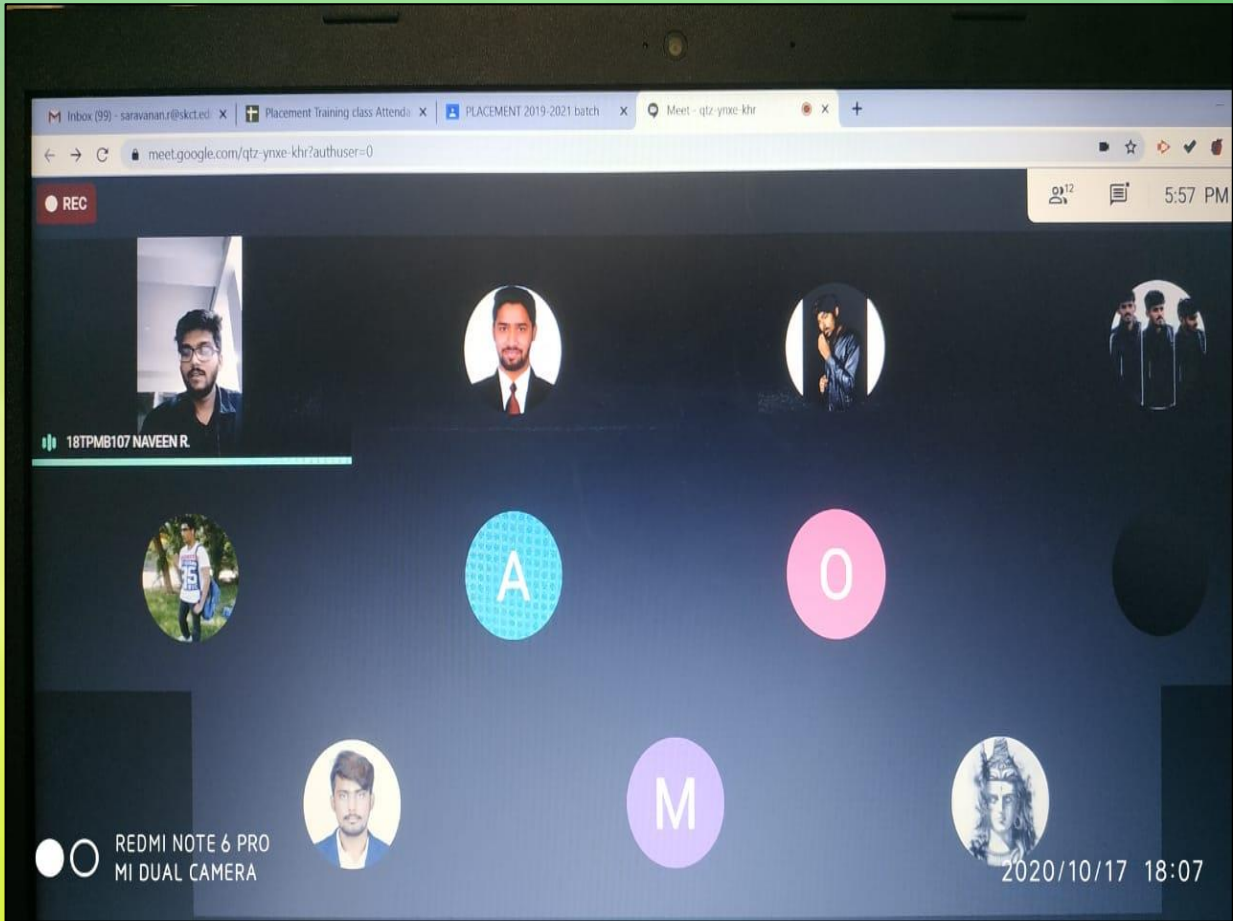 Inbox (99) - saravanan.r@skct.ed
Placement Training class Attenda
PLACEMENT 2019-2021 batch
Meet - qtz-ynxe-khr
meet.google.com/qtz-ynxe-khr?authuser=0
REC
12
5:57 PM
18TPMB107 NAVEEN R.
A
O
M
REDMI NOTE 6 PRO
MI DUAL CAMERA
2020/10/17 18:07